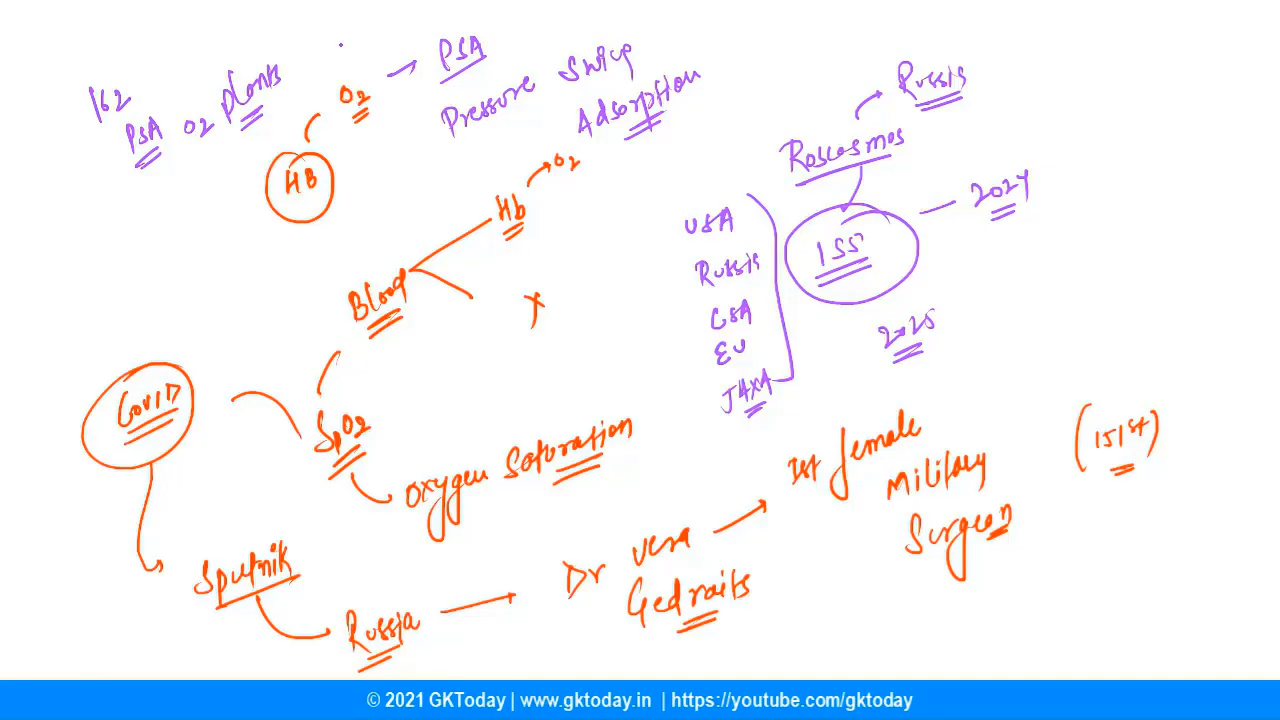 162
PSA O2 plants
O2
PSA
Pressure Swing
Adsorption
HB
Hb
O2
Blood
X
COVID
SpO2
Oxygen Saturation
Sputnik
Russia
Dr Vera
Gedroits
1st female
Military
Surgeon
(151st)
Russia
Roscosmos
ISS
2024
2025
USA
Russia
CSA
EU
JAXA
© 2021 GKToday | www.gktoday.in | https://youtube.com/gktoday